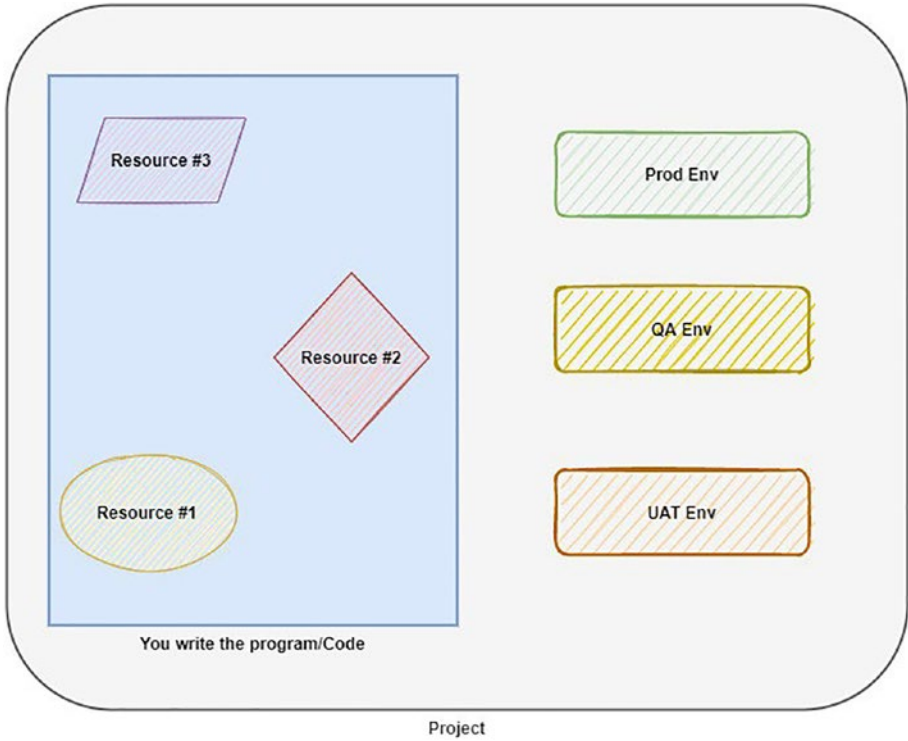 Resource #3
Prod Env
QA Env
Resource #2
Resource #1
UAT Env
You write the program/Code
Project